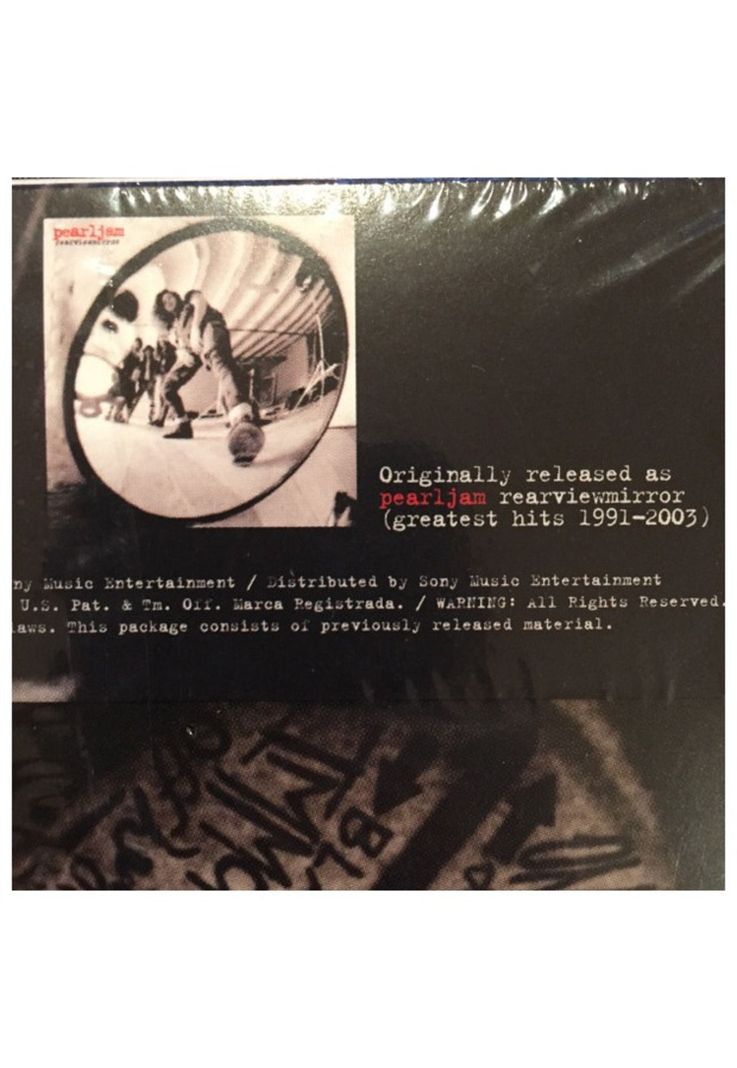 pearljam
rearviewmirror
Originally released as
pearljam rearviewmirror
(greatest hits 1991-2003)
ny Music Entertainment / Distributed by Sony Music Entertainment
U.S. Pat. & Tm. Off. Marca Registrada. / WARNING: All Rights Reserved.
laws. This package consists of previously released material.